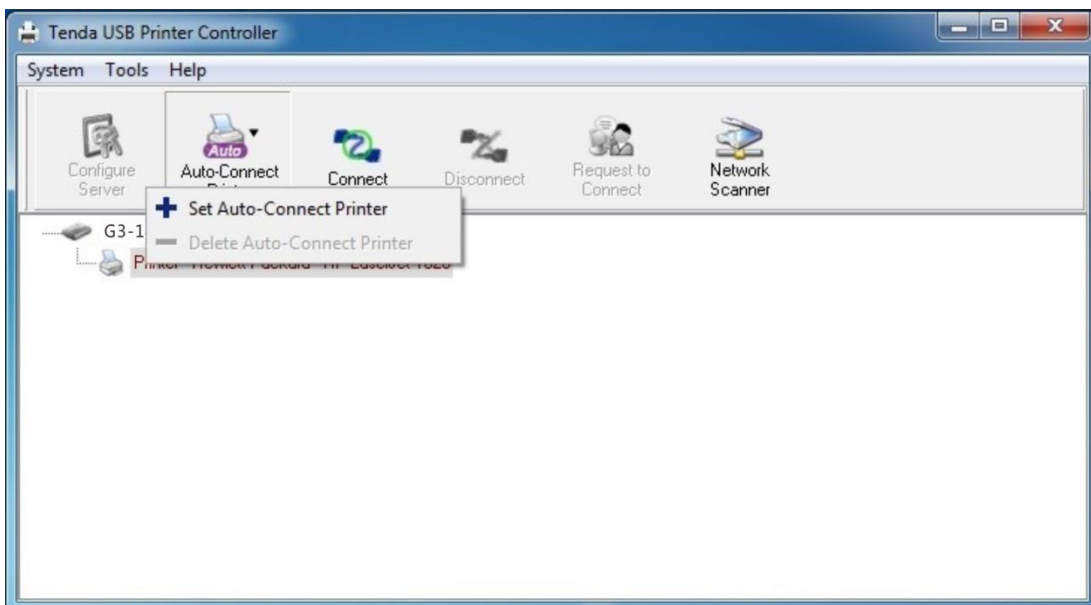 Tenda USB Printer Controller
System Tools Help
Auto
Configure Server
Auto-Connect
Connect
Disconnect
Request to Connect
Network Scanner
Set Auto-Connect Printer
Delete Auto-Connect Printer
G3-1